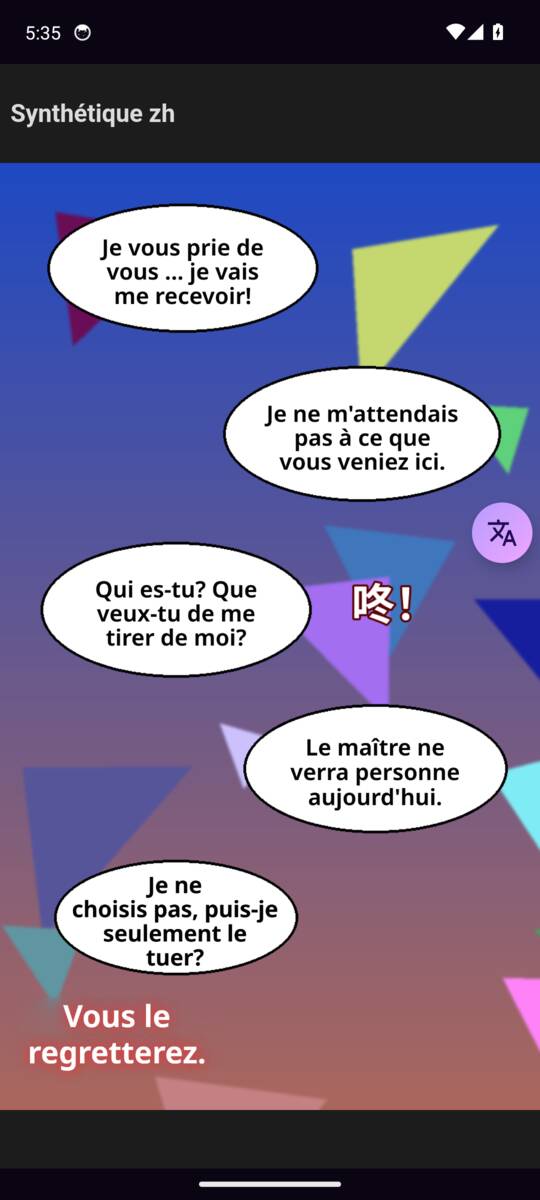 5:35
Synthétique zh
Je vous prie de
vous ... je vais
me recevoir!
Je ne m'attendais
pas à ce que
vous veniez ici.
Qui es-tu? Que
veux-tu de me
tirer de moi?
咚!
Le maître ne
verra personne
aujourd'hui.
Je ne
choisis pas, puis-je
seulement le
tuer?
Vous le
regretterez.